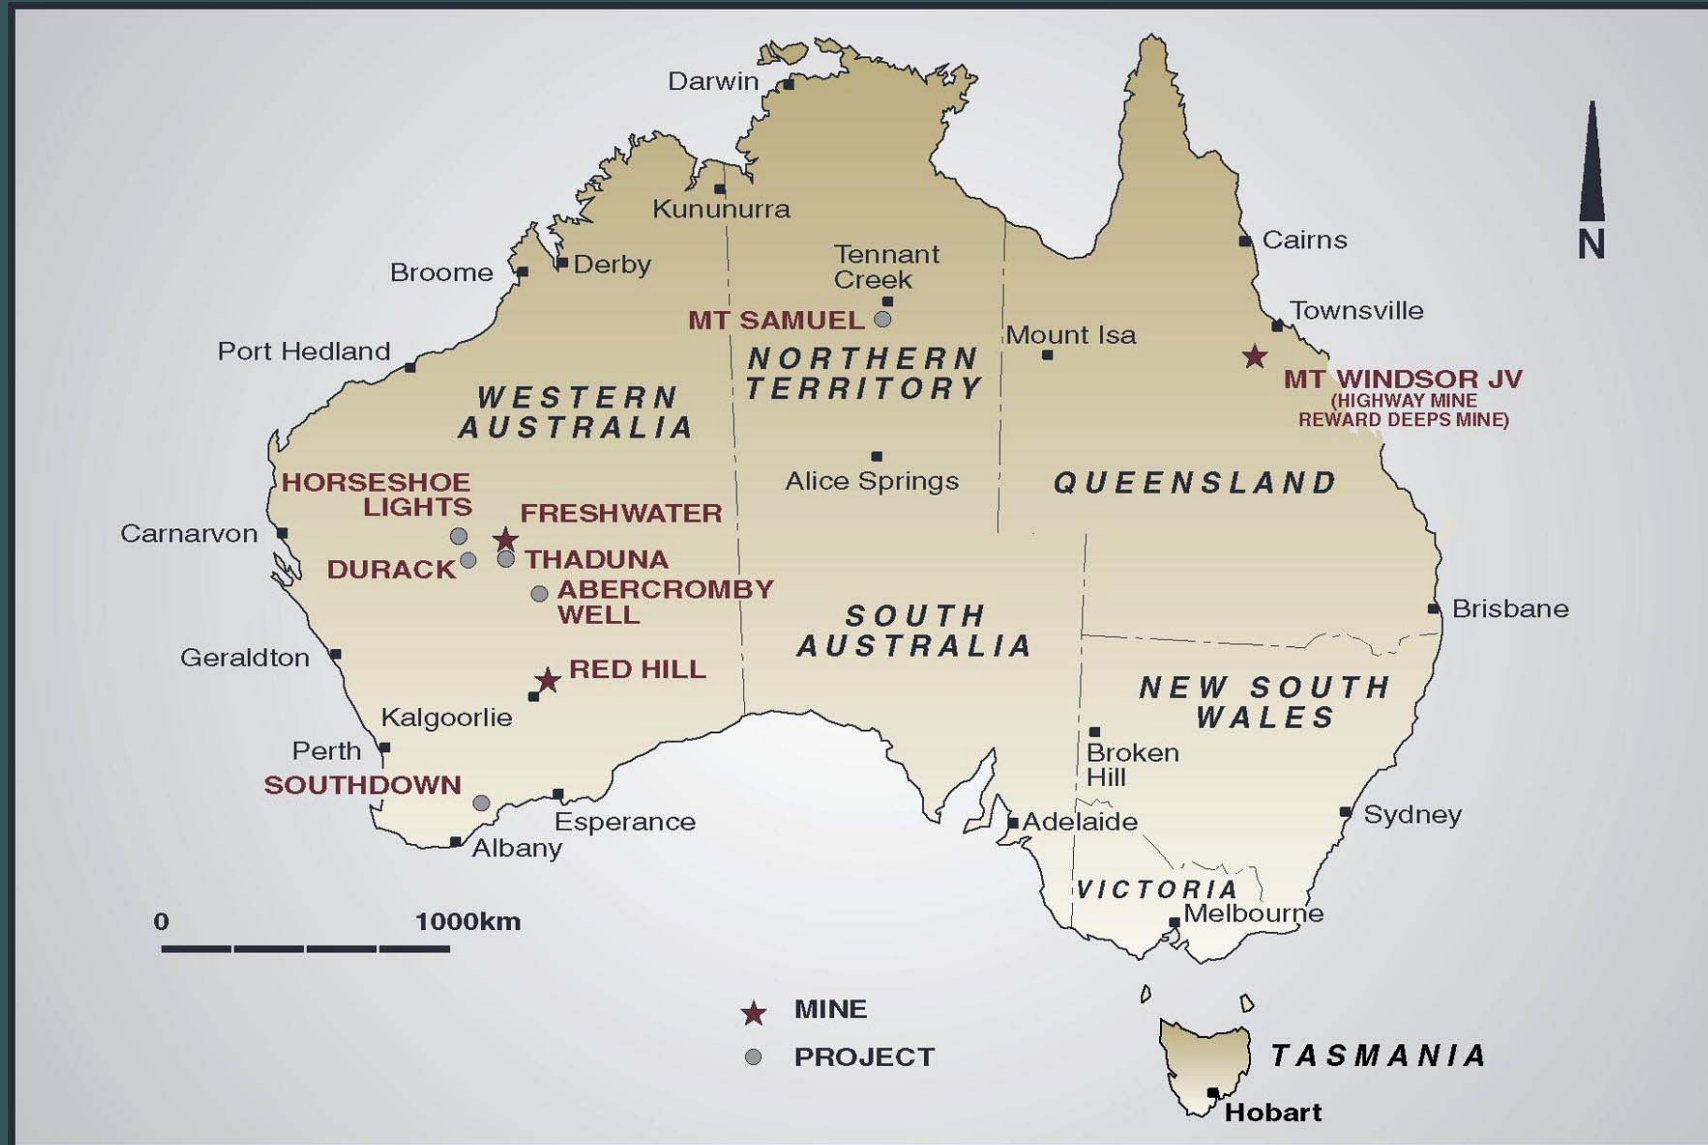 Darwin
Kununurra
Tennant
Creek
Cairns
Broome
Derby
N
MT SAMUEL
Townsville
Mount Isa
Port Hedland
NORTHERN
TERRITORY
MT WINDSOR JV
(HIGHWAY MINE
REWARD DEEPS MINE)
WESTERN
AUSTRALIA
HORSESHOE
LIGHTS
Alice Springs
QUEENSLAND
FRESHWATER
Carnarvon
DURACK
THADUNA
ABERCROMBY
WELL
SOUTH
AUSTRALIA
Brisbane
Geraldton
RED HILL
NEW SOUTH
WALES
Kalgoorlie
Perth
Broken
Hill
SOUTHDOWN
Esperance
Adelaide
Sydney
Albany
VICTORIA
Melbourne
0 1000km
MINE
PROJECT
TASMANIA
Hobart